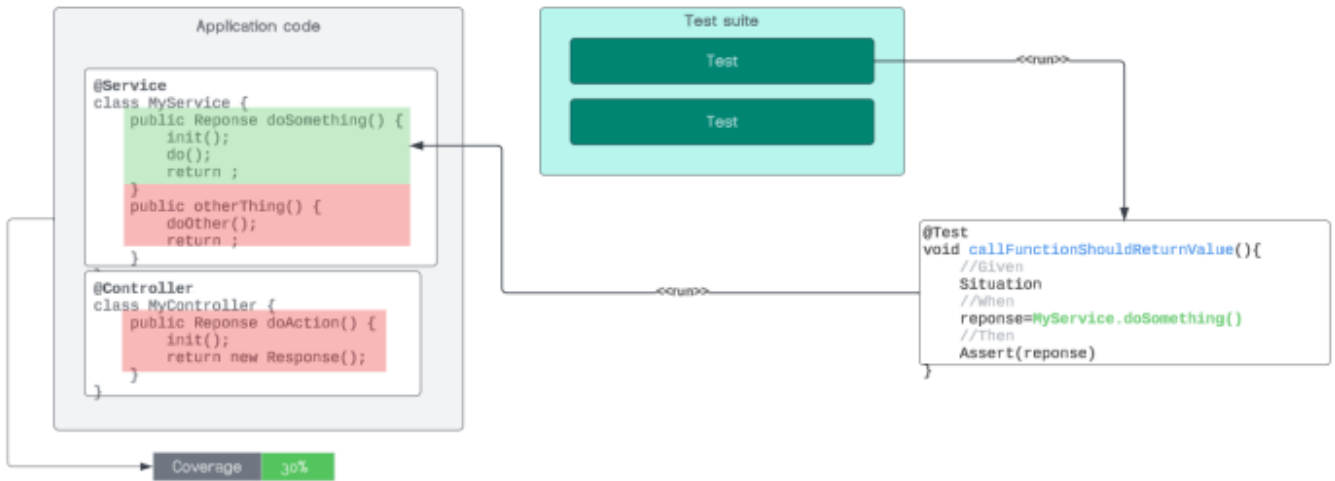 Application code
@Service
class MyService {
public Reponse doSomething() {
init();
do();
return ;
}
public otherThing() {
doOther();
return ;
}
}
@Controller
class MyController {
public Reponse doAction() {
init();
return new Response();
}
}
Coverage 30%
Test suite
Test
Test
<<run>>
<<run>>
@Test
void callFunctionShouldReturnValue(){
//Given
Situation
//When
reponse=MyService.doSomething()
//Then
Assert(reponse)
}